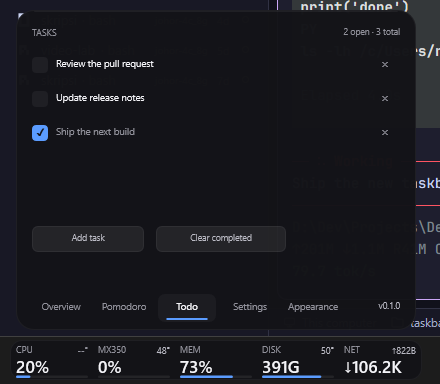 print('done')
TASKS 2 open · 3 total
Review the pull request ×
Update release notes ×
Ship the next build ×
Add task Clear completed
Overview Pomodoro Todo Settings Appearance v0.1.0
CPU --° MX350 48° MEM DISK 50° NET ↑822B
20% 0% 73% 391G ↓106.2K